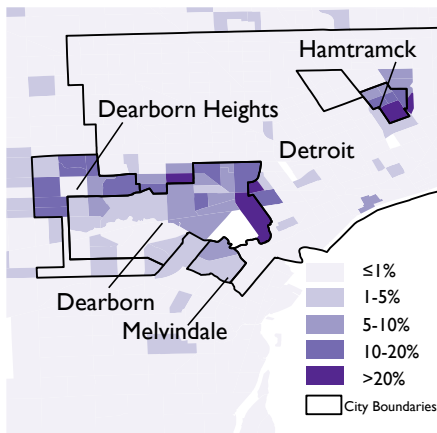 Hamtramck
Dearborn Heights
Detroit
Dearborn
Melvindale
≤1%
1-5%
5-10%
10-20%
>20%
City Boundaries